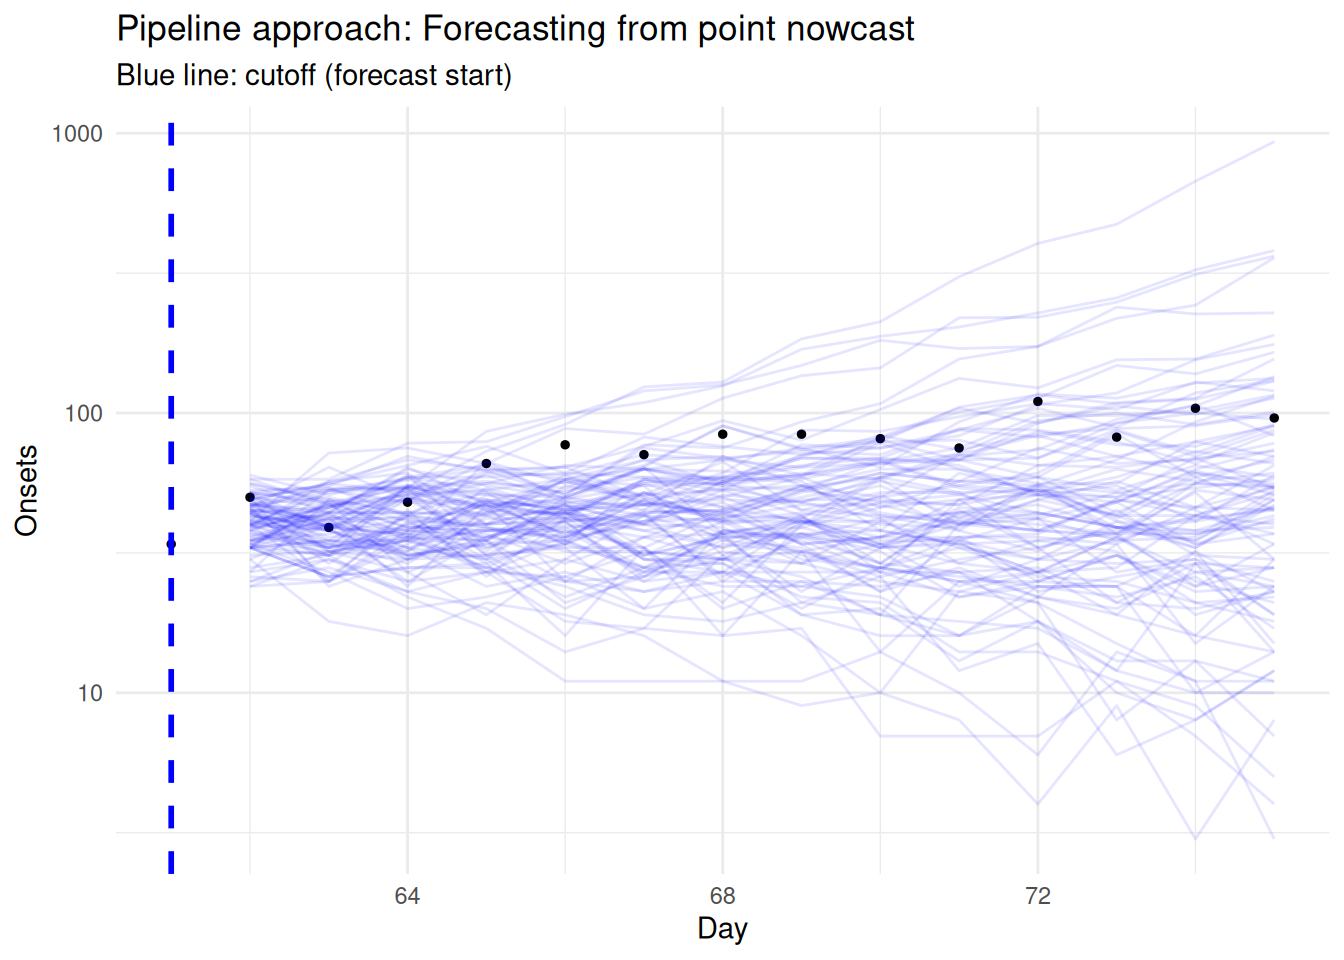 Pipeline approach: Forecasting from point nowcast
Blue line: cutoff (forecast start)
1000
100
10
Onsets
64 68 72
Day